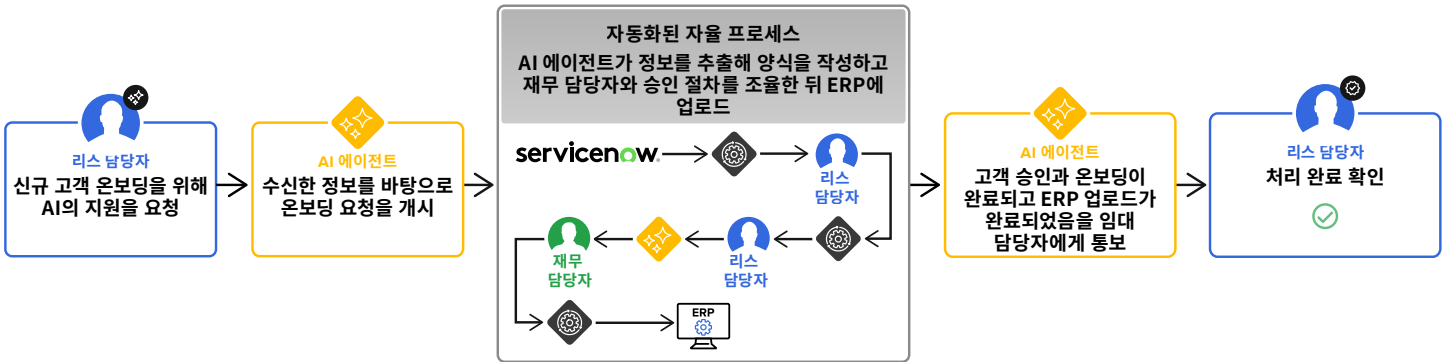 리스 담당자
신규 고객 온보딩을 위해
AI의 지원을 요청
AI 에이전트
수신한 정보를 바탕으로
온보딩 요청을 개시
자동화된 자율 프로세스
AI 에이전트가 정보를 추출해 양식을 작성하고
재무 담당자와 승인 절차를 조율한 뒤 ERP에
업로드
servicenow
리스
담당자
리스
담당자
재무
담당자
ERP
AI 에이전트
고객 승인과 온보딩이
완료되고 ERP 업로드가
완료되었음을 임대
담당자에게 통보
리스 담당자
처리 완료 확인